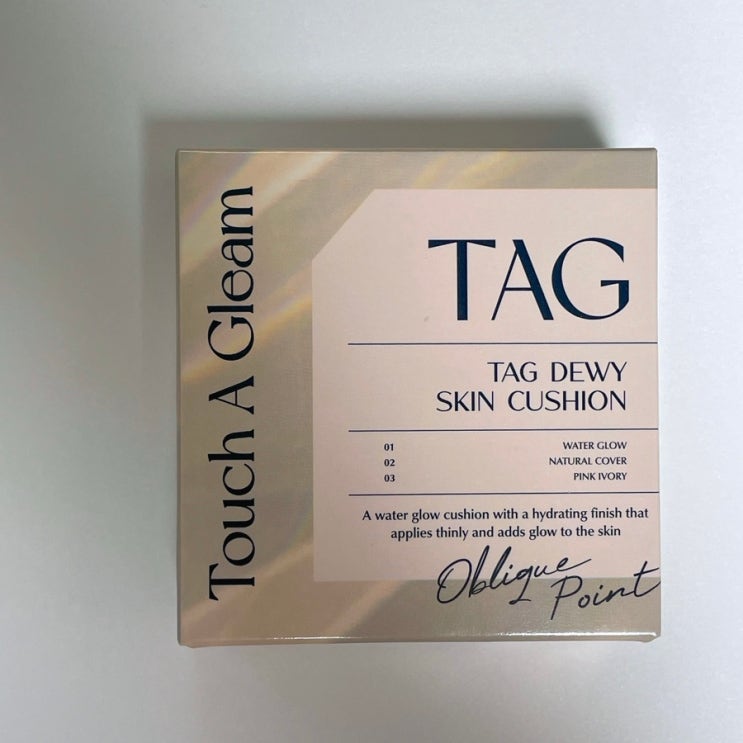 Touch A Gleam
TAG
TAG DEWY
SKIN CUSHION
01 WATER GLOW
02 NATURAL COVER
03 PINK IVORY
A water glow cushion with a hydrating finish that
applies thinly and adds glow to the skin
Oblique
Point